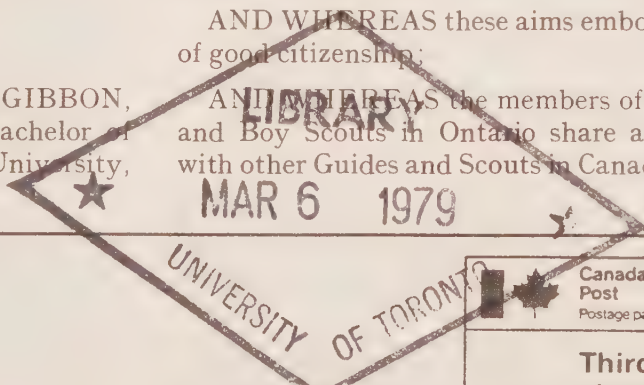 AND WHEREAS these aims embo
of good citizenship;
GIBBON,
achelor of
University,
AND WHEREAS the members of
and Boy Scouts in Ontario share a
with other Guides and Scouts in Cana
LIBRARY
MAR 6 1979
UNIVERSITY OF TORONTO
Canada
Post
Postage pa
Third